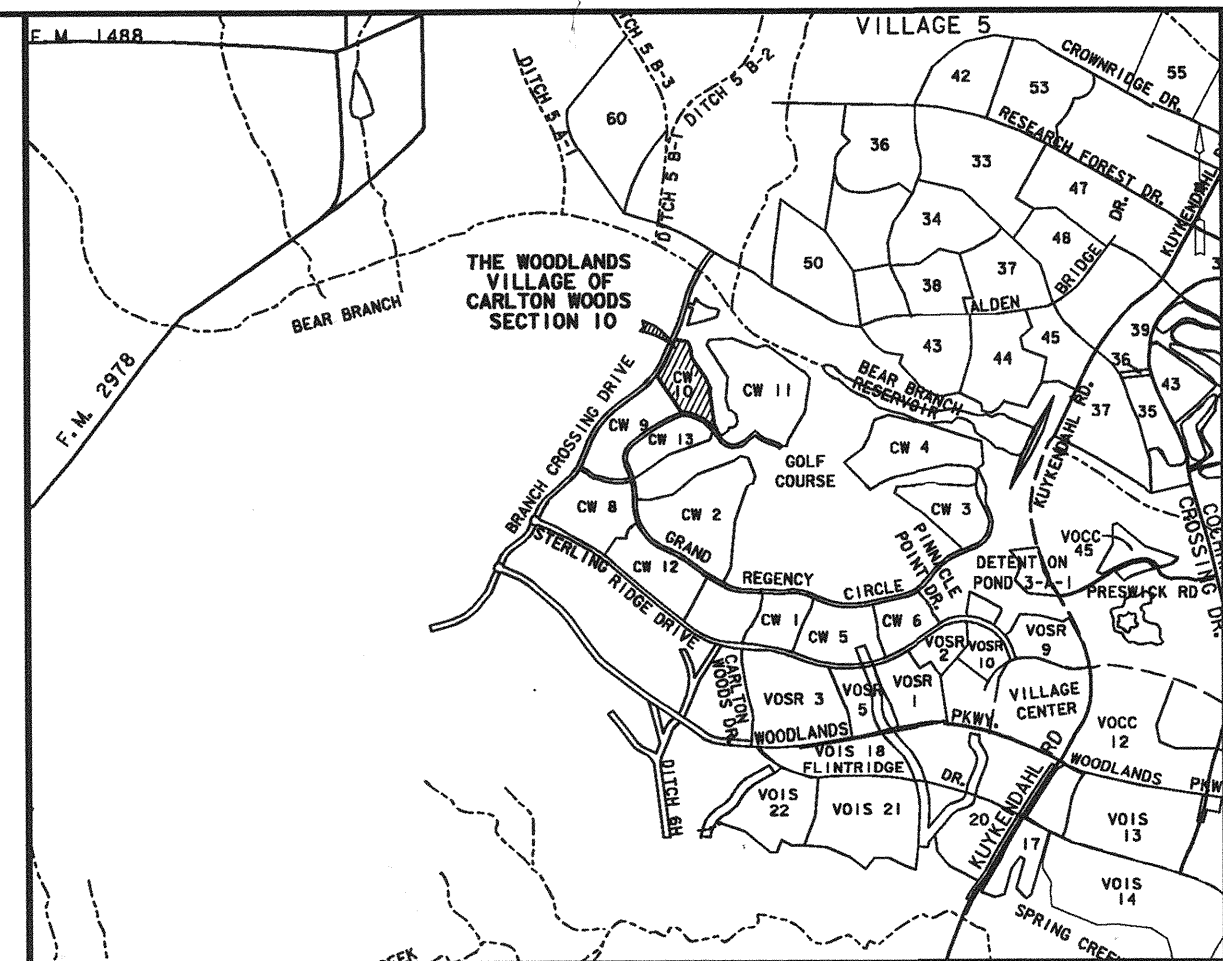 VILLAGE 5
F. M. 1488
DITCH 5 B-3
DITCH 5 B-2
DITCH 5 A-1
DITCH 5 B-1
60
CROWNRIDGE DR.
55
42
53
RESEARCH FOREST DR.
36
33
47
DR.
KUYKENDAHL
34
46
BRIDGE
50
38
37
ALDEN
THE WOODLANDS
VILLAGE OF
CARLTON WOODS
SECTION 10
BEAR BRANCH
43
44
45
39
36
43
37
35
F.M. 2978
BRANCH CROSSING DRIVE
CW
10
CW 11
BEAR BRANCH
RESERVOIR
KUYKENDAHL RD.
CW 9
CW 13
GOLF
COURSE
CW 4
CW 8
CW 2
CW 3
CROSSING DR.
STERLING RIDGE DRIVE
GRAND
REGENCY
CIRCLE
PINNACLE
POINT DR.
VOCC
45
DETENTION
POND 3-A-1
PRESWICK RD
CW 12
CW 1
CW 5
CW 6
VOSR
2
VOSR
10
VOSR
9
CARLTON
WOODS DR.
VOSR 3
VOSR
5
VOSR
1
VILLAGE
CENTER
VOCC
12
WOODLANDS
PKWY.
WOODLANDS
PKW
VOIS 18
FLINTRIDGE
DR.
KUYKENDAHL RD
DITCH 6H
VOIS
22
VOIS 21
20
17
VOIS
13
VOIS
14
SPRING CREEK